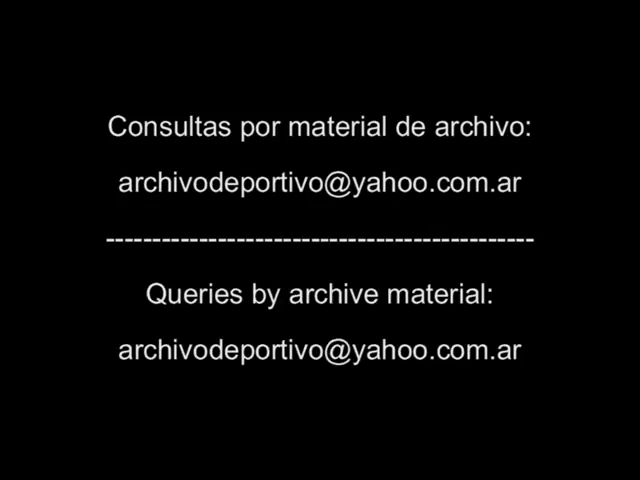 Consultas por material de archivo:
archivodeportivo@yahoo.com.ar
-----------------------------------------------
Queries by archive material:
archivodeportivo@yahoo.com.ar